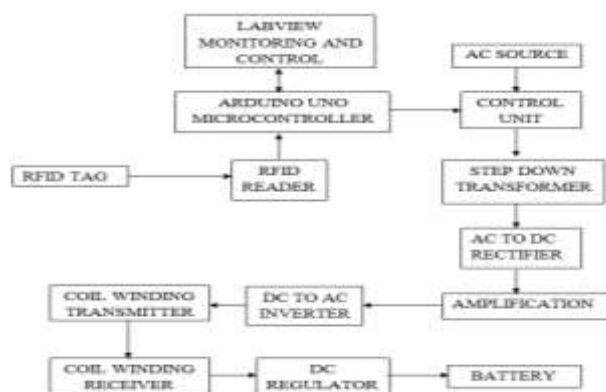 LABVIEW
MONITORING AND
CONTROL
AC SOURCE
ARDUINO UNO
MICROCONTROLLER
CONTROL
UNIT
RFID TAG
RFID
READER
STEP DOWN
TRANSFORMER
AC TO DC
RECTIFIER
COIL WINDING
TRANSMITTER
DC TO AC
INVERTER
AMPLIFICATION
COIL WINDING
RECEIVER
DC
REGULATOR
BATTERY